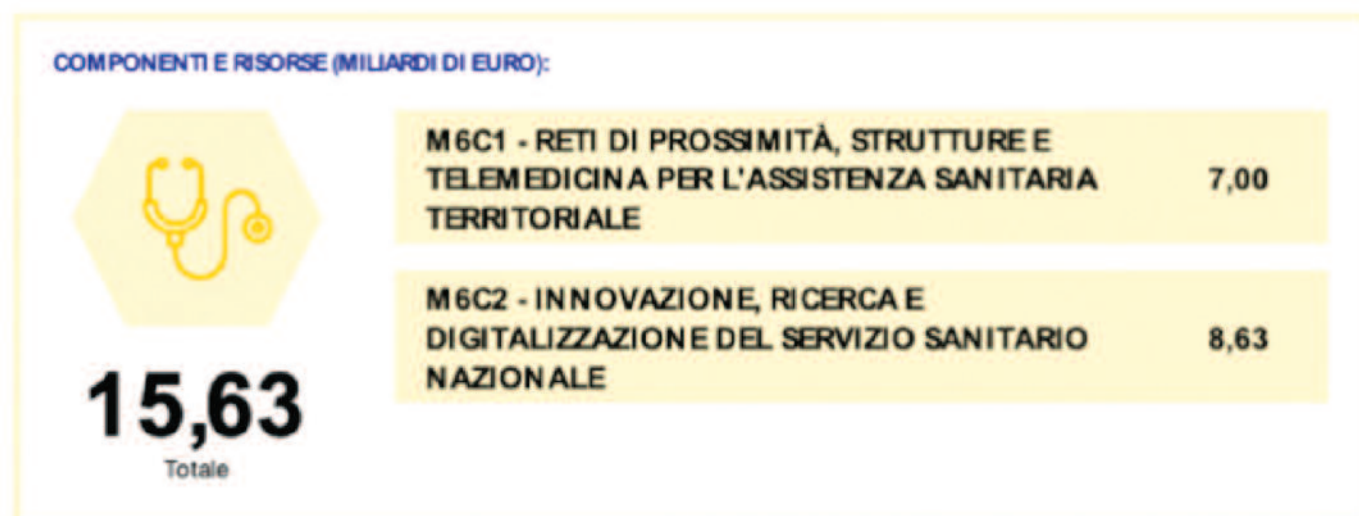 COMPONENTI E RISORSE (MILIARDI DI EURO):
M6C1 - RETI DI PROSSIMITÀ, STRUTTURE E
TELEMEDICINA PER L'ASSISTENZA SANITARIA 7,00
TERRITORIALE
M6C2 - INNOVAZIONE, RICERCA E
DIGITALIZZAZIONE DEL SERVIZIO SANITARIO 8,63
NAZIONALE
15,63
Totale